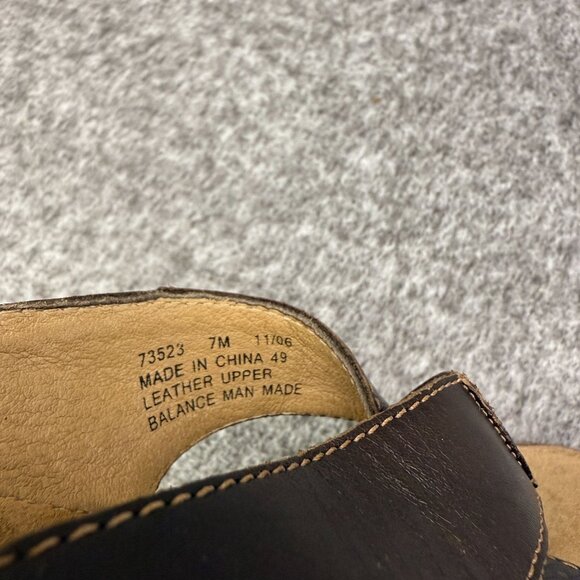 73523 7M 11/06
MADE IN CHINA 49
LEATHER UPPER
BALANCE MAN MADE